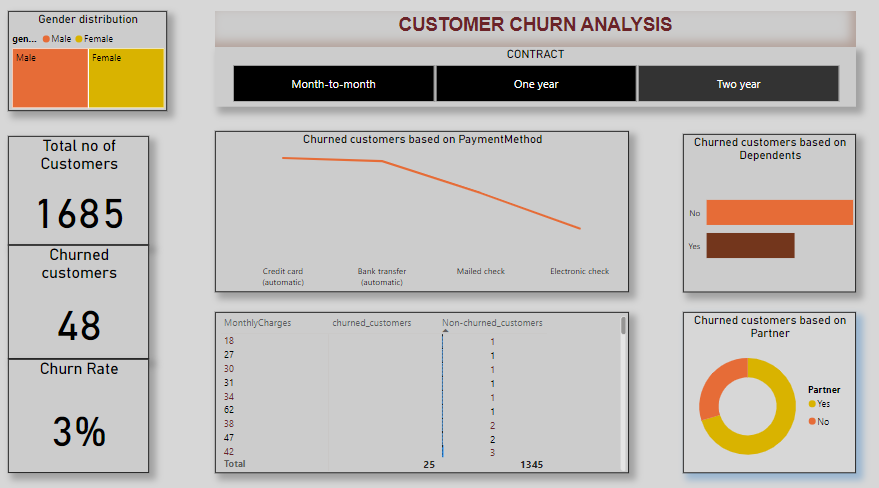 Gender distribution
gen... Male Female
Male Female
CUSTOMER CHURN ANALYSIS
CONTRACT
Month-to-month One year Two year
Total no of
Customers
1685
Churned
customers
48
Churn Rate
3%
Churned customers based on PaymentMethod
Credit card
(automatic)
Bank transfer
(automatic)
Mailed check
Electronic check
Churned customers based on
Dependents
No
Yes
MonthlyCharges churned_customers Non-churned_customers
18 1
27 1
30 1
31 1
34 1
62 1
38 2
47 2
42 3
Total 25 1345
Churned customers based on
Partner
Partner
Yes
No